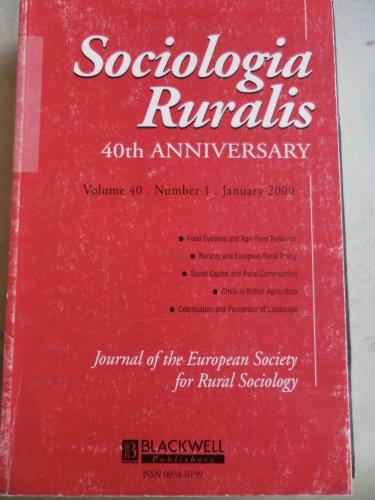 Sociologia
Ruralis
40th ANNIVERSARY
Volume 40 . Number 1 . January 2000
• Food Systems and Agri-Food Research
• Rurality and European Rural Policy
• Social Capital and Rural Communities
• Crisis in British Agriculture
• Colonization and Perception of Landscape
Journal of the European Society
for Rural Sociology
B BLACKWELL
Publishers
ISSN 0038-0199